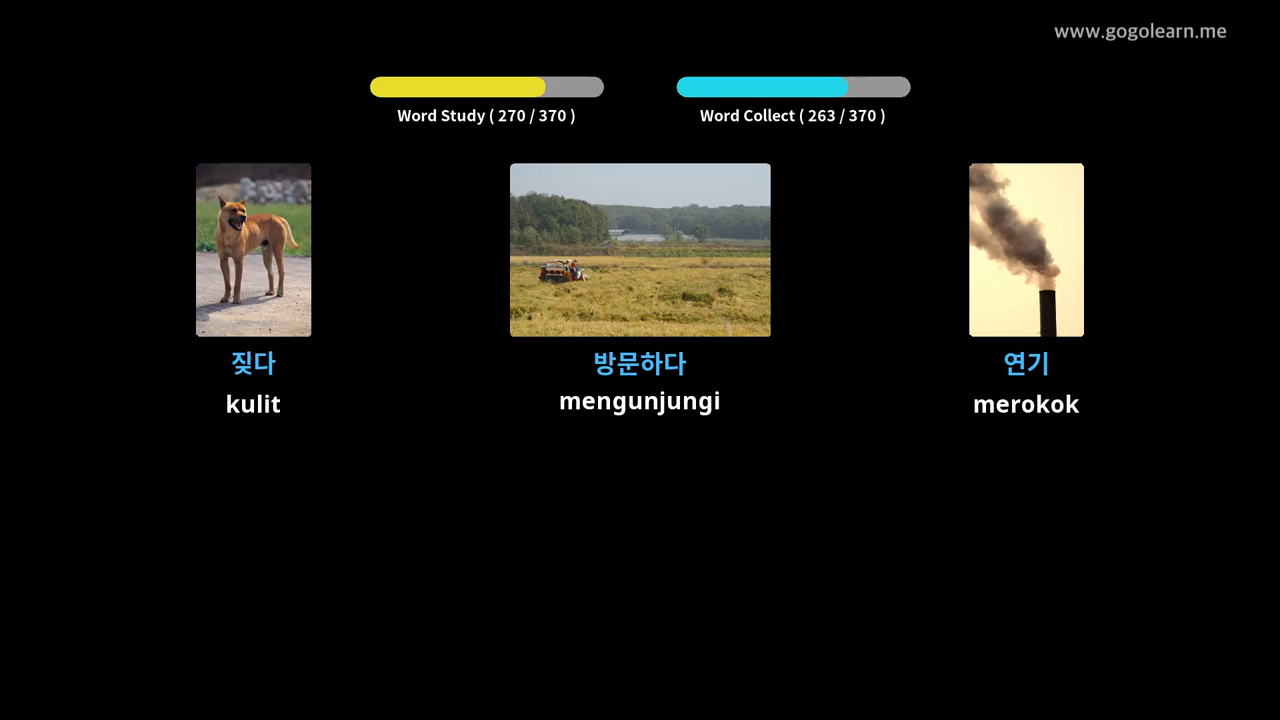 www.gogolearn.me
Word Study ( 270 / 370 )
Word Collect ( 263 / 370 )
짖다
방문하다
연기
kulit
mengunjungi
merokok